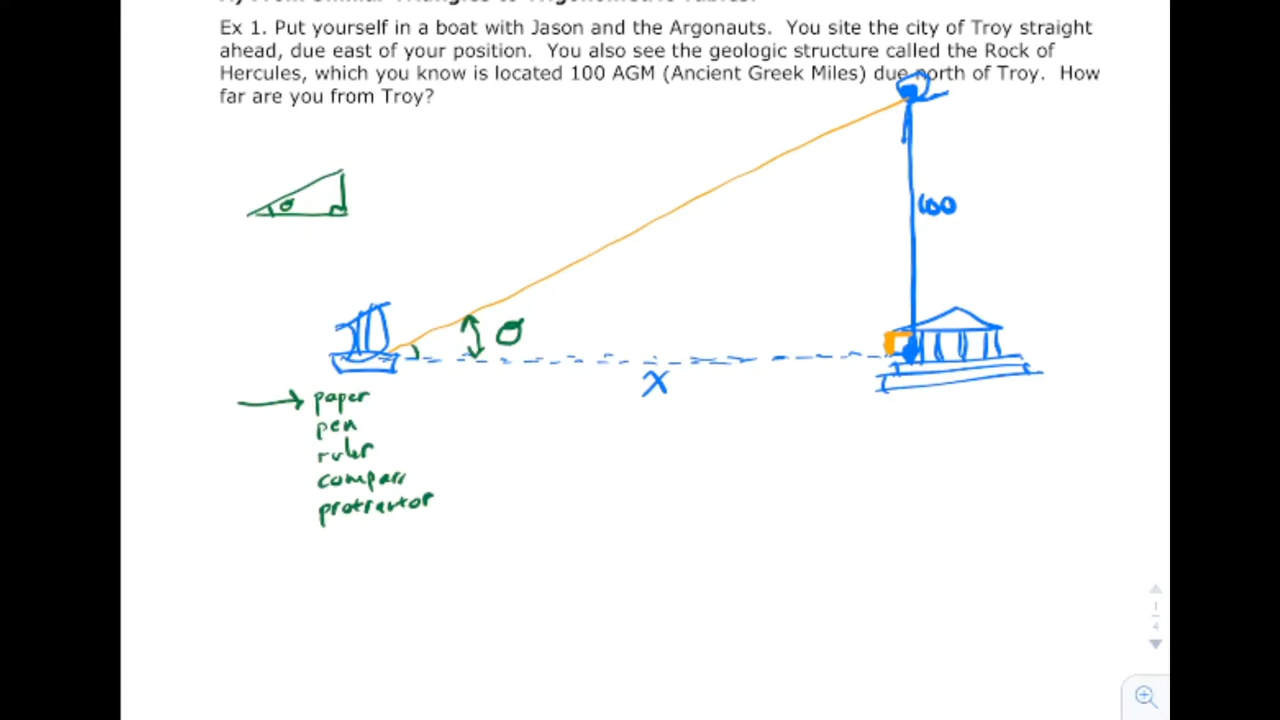 Ex 1. Put yourself in a boat with Jason and the Argonauts. You site the city of Troy straight
ahead, due east of your position. You also see the geologic structure called the Rock of
Hercules, which you know is located 100 AGM (Ancient Greek Miles) due north of Troy. How
far are you from Troy?
θ
100
θ
x
paper
pen
ruler
compass
protractor
1
4